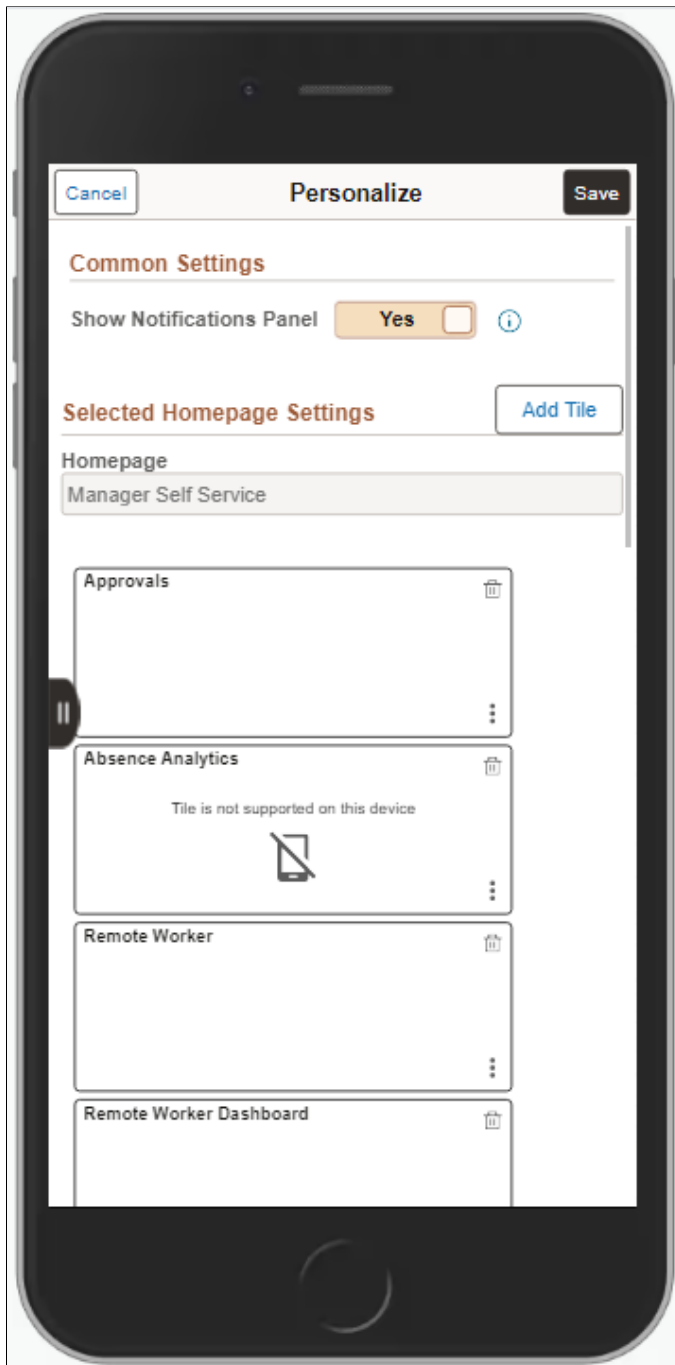 Cancel
Personalize
Save
Common Settings
Show Notifications Panel
Yes
Selected Homepage Settings
Add Tile
Homepage
Manager Self Service
Approvals
Absence Analytics
Tile is not supported on this device
Remote Worker
Remote Worker Dashboard